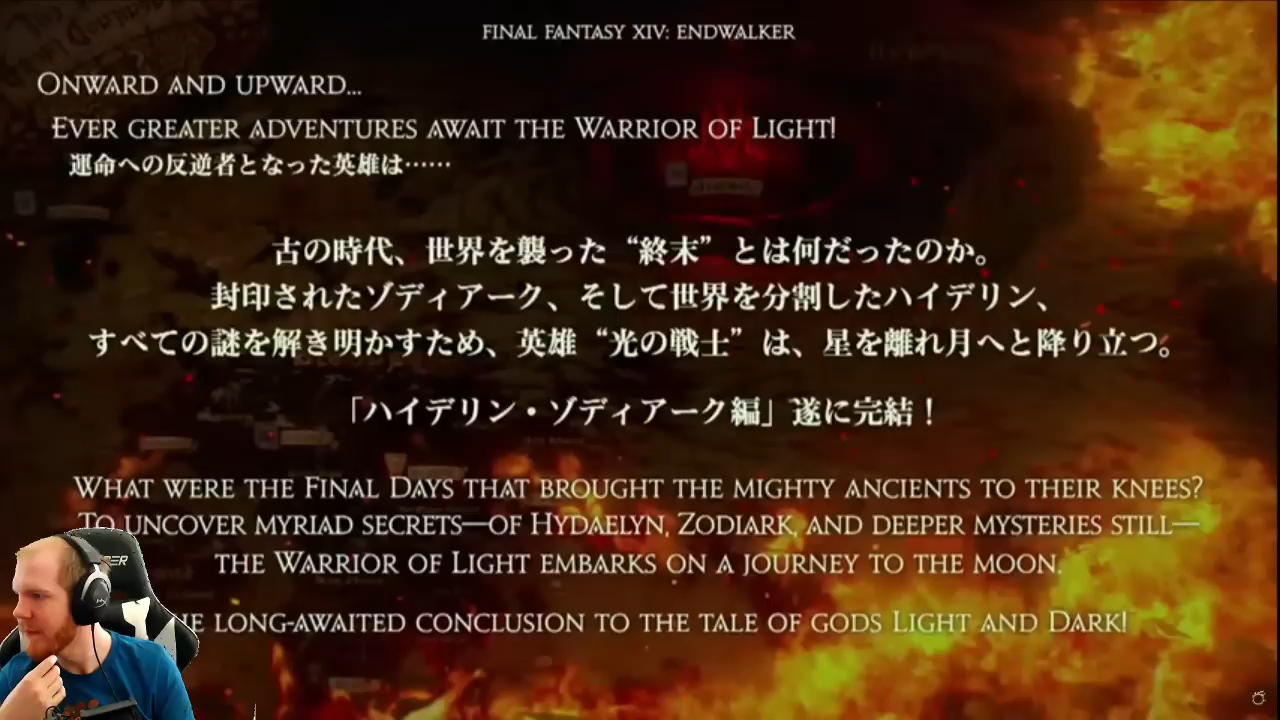 FINAL FANTASY XIV: ENDWALKER
ONWARD AND UPWARD...
EVER GREATER ADVENTURES AWAIT THE WARRIOR OF LIGHT!
運命への反逆者となった英雄は……
古の時代、世界を襲った“終末”とは何だったのか。
封印されたゾディアーク、そして世界を分割したハイデリン、
すべての謎を解き明かすため、英雄“光の戦士”は、星を離れ月へと降り立つ。
「ハイデリン・ゾディアーク編」遂に完結！
WHAT WERE THE FINAL DAYS THAT BROUGHT THE MIGHTY ANCIENTS TO THEIR KNEES?
TO UNCOVER MYRIAD SECRETS—OF HYDAELYN, ZODIARK, AND DEEPER MYSTERIES STILL—
THE WARRIOR OF LIGHT EMBARKS ON A JOURNEY TO THE MOON.
LONG-AWAITED CONCLUSION TO THE TALE OF GODS LIGHT AND DARK!